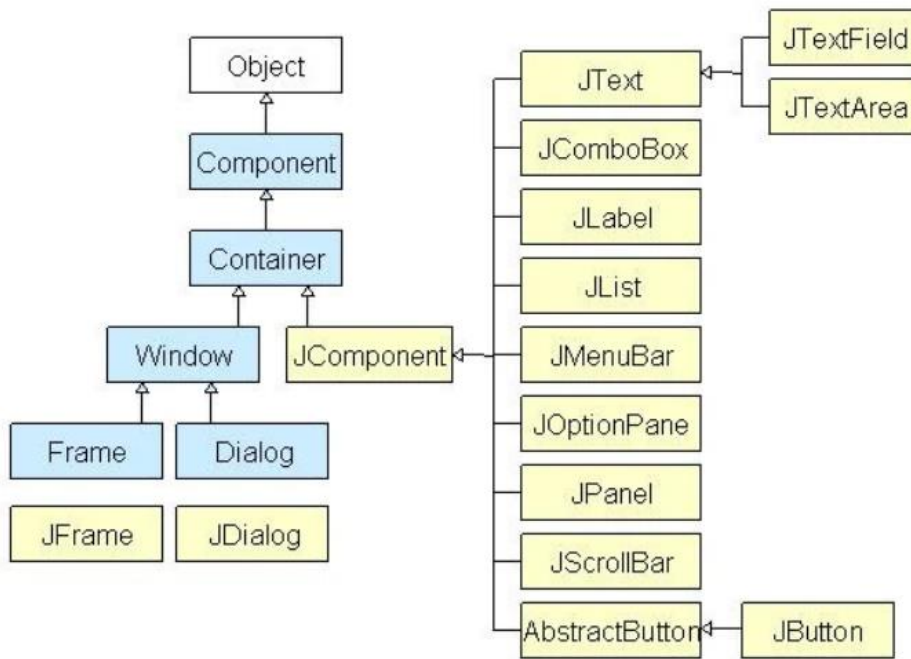 Object
Component
Container
Window
JComponent
Frame
Dialog
JFrame
JDialog
JText
JComboBox
JLabel
JList
JMenuBar
JOptionPane
JPanel
JScrollBar
AbstractButton
JTextField
JTextArea
JButton